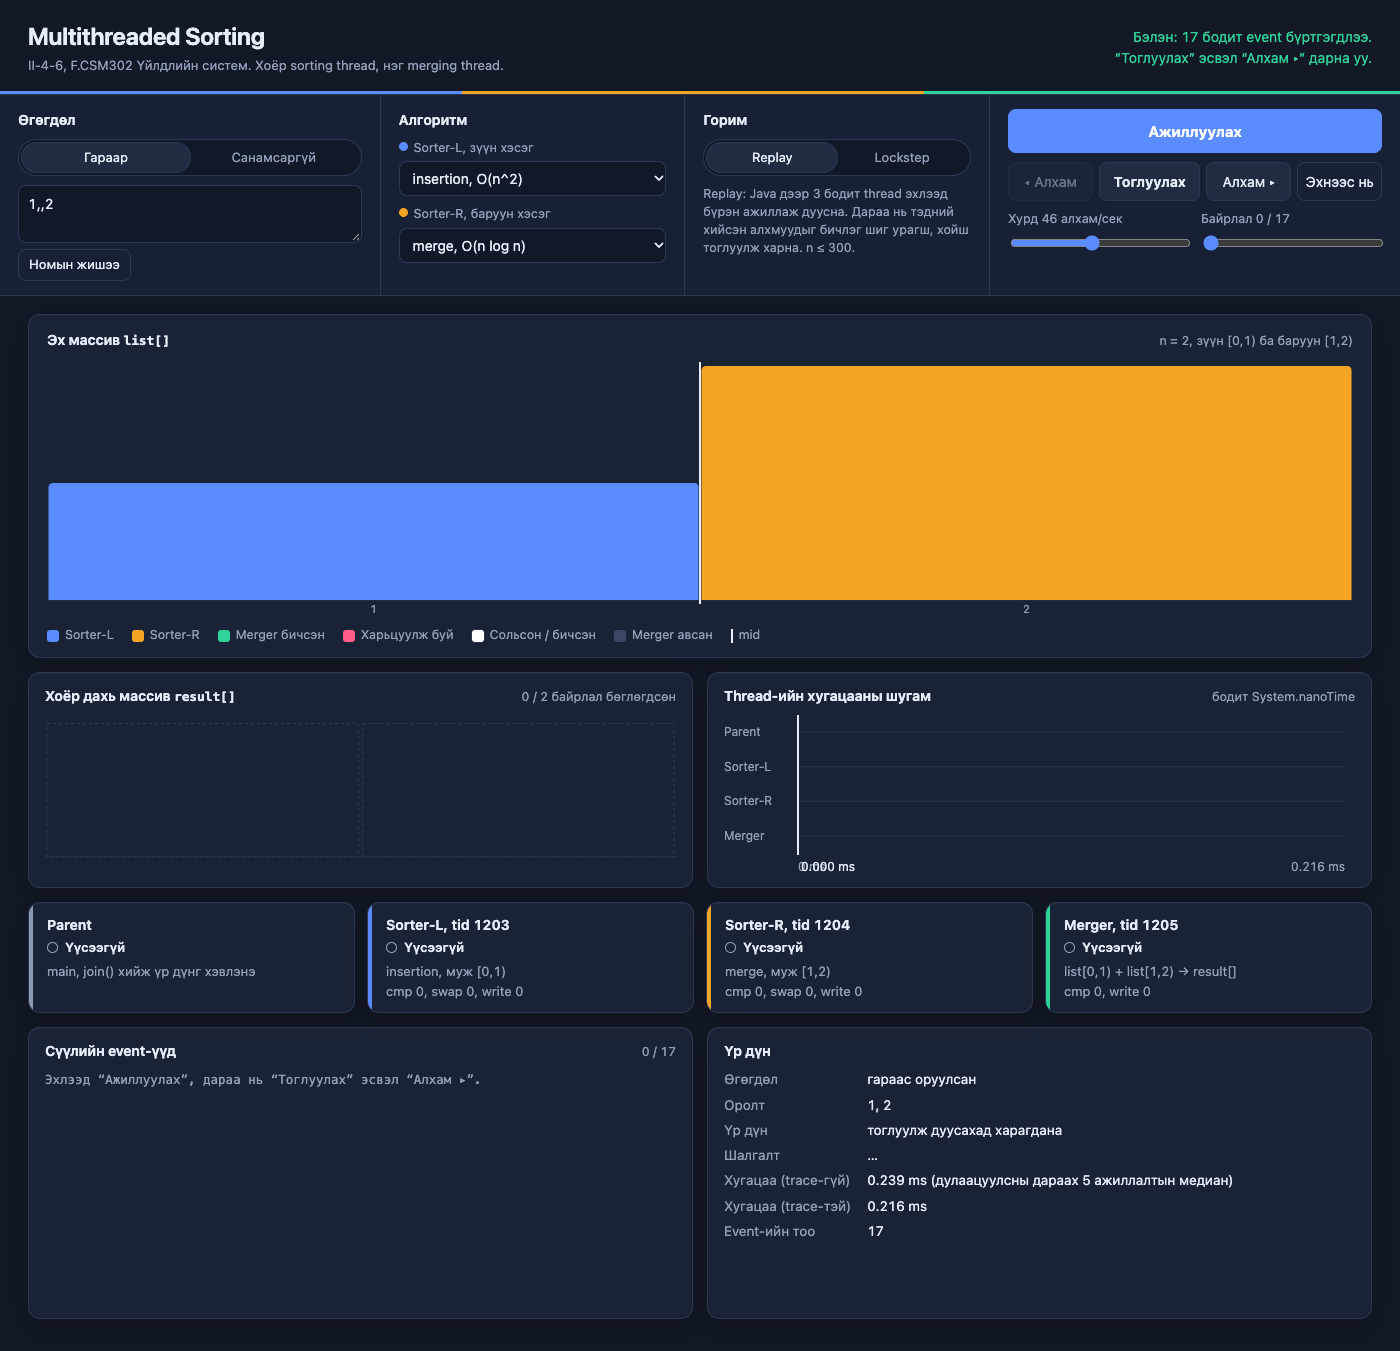 Multithreaded Sorting
II-4-6, F.CSM302 Үйлдлийн систем. Хоёр sorting thread, нэг merging thread.
Бэлэн: 17 бодит event бүртгэгдлээ.
“Тоглуулах” эсвэл “Алхам ▸” дарна уу.
Өгөгдөл
Гараар
Санамсаргүй
1,,2
Номын жишээ
Алгоритм
Sorter-L, зүүн хэсэг
insertion, O(n^2)
Sorter-R, баруун хэсэг
merge, O(n log n)
Горим
Replay
Lockstep
Replay: Java дээр 3 бодит thread эхлээд
бүрэн ажиллаж дуусна. Дараа нь тэдний
хийсэн алхмуудыг бичлэг шиг урагш, хойш
тоглуулж харна. n ≤ 300.
Ажиллуулах
◂ Алхам
Тоглуулах
Алхам ▸
Эхнээс нь
Хурд 46 алхам/сек
Байрлал 0 / 17
Эх массив list[]
n = 2, зүүн [0,1) ба баруун [1,2)
1
2
Sorter-L
Sorter-R
Merger бичсэн
Харьцуулж буй
Сольсон / бичсэн
Merger авсан
mid
Хоёр дахь массив result[]
0 / 2 байрлал бөглөгдсөн
Thread-ийн хугацааны шугам
бодит System.nanoTime
Parent
Sorter-L
Sorter-R
Merger
0.000 ms
0.216 ms
Parent
Үүсээгүй
main, join() хийж үр дүнг хэвлэнэ
Sorter-L, tid 1203
Үүсээгүй
insertion, муж [0,1)
cmp 0, swap 0, write 0
Sorter-R, tid 1204
Үүсээгүй
merge, муж [1,2)
cmp 0, swap 0, write 0
Merger, tid 1205
Үүсээгүй
list[0,1) + list[1,2) → result[]
cmp 0, write 0
Сүүлийн event-үүд
0 / 17
Эхлээд “Ажиллуулах”, дараа нь “Тоглуулах” эсвэл “Алхам ▸”.
Үр дүн
Өгөгдөл гараас оруулсан
Оролт 1, 2
Үр дүн тоглуулж дуусахад харагдана
Шалгалт …
Хугацаа (trace-гүй) 0.239 ms (дулаацуулсны дараах 5 ажиллалтын медиан)
Хугацаа (trace-тэй) 0.216 ms
Event-ийн тоо 17